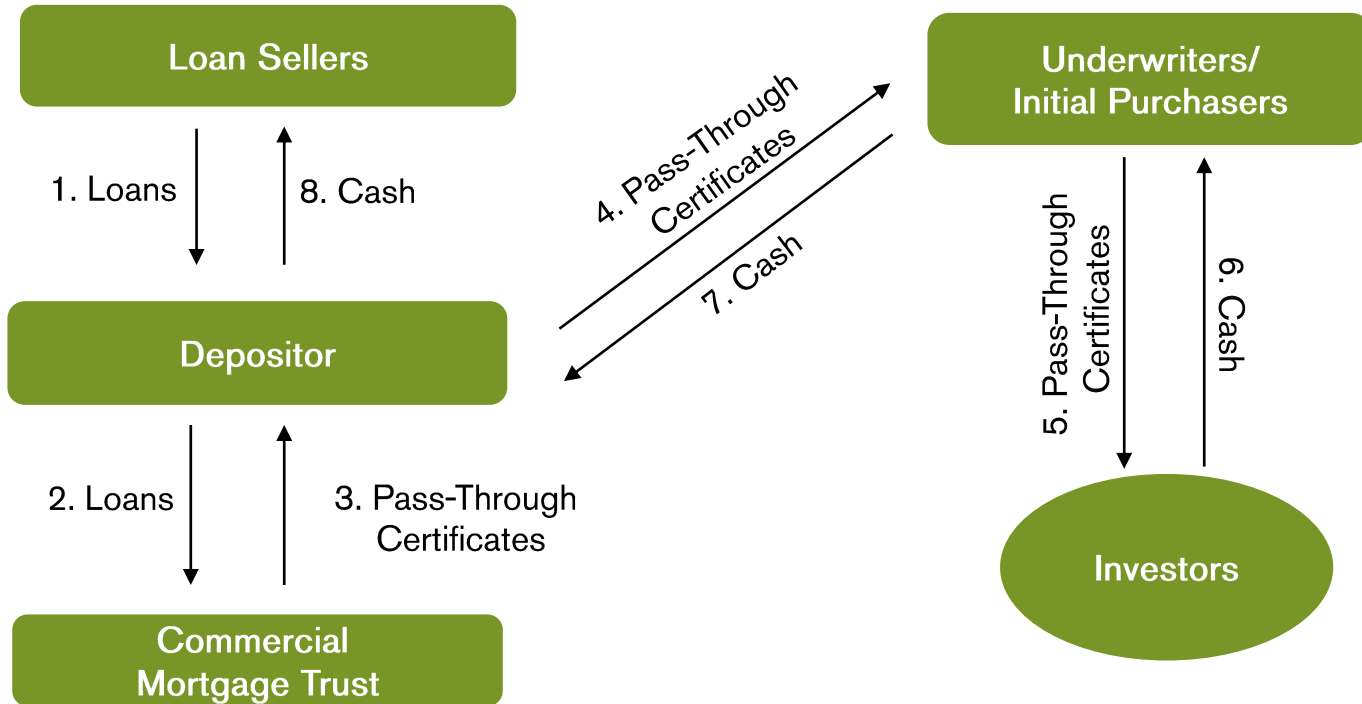 Loan Sellers
Underwriters/
Initial Purchasers
1. Loans
8. Cash
4. Pass-Through
Certificates
7. Cash
5. Pass-Through
Certificates
6. Cash
Depositor
2. Loans
3. Pass-Through
Certificates
Investors
Commercial
Mortgage Trust